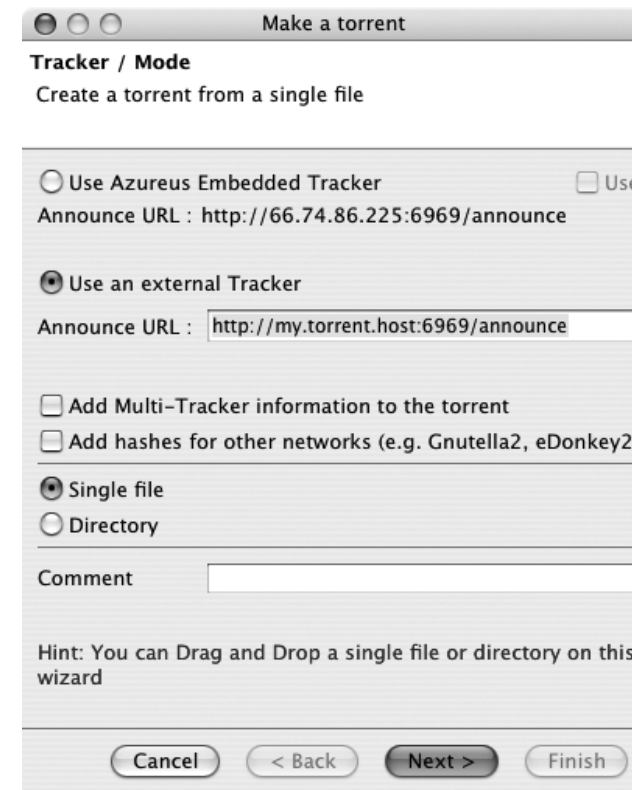 Make a torrent
Tracker / Mode
Create a torrent from a single file
Use Azureus Embedded Tracker
Announce URL : http://66.74.86.225:6969/announce
Use an external Tracker
Announce URL : http://my.torrent.host:6969/announce
Add Multi-Tracker information to the torrent
Add hashes for other networks (e.g. Gnutella2, eDonkey2
Single file
Directory
Comment
Hint: You can Drag and Drop a single file or directory on this
wizard
Cancel < Back Next > Finish